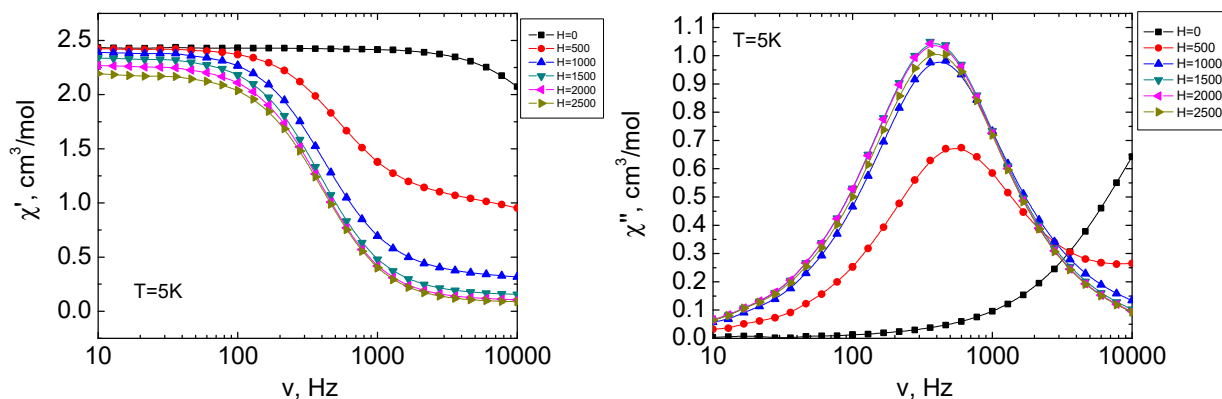 2.5
2.0
1.5
1.0
0.5
0.0
χ', cm³/mol
T=5K
10
100
1000
10000
ν, Hz
H=0
H=500
H=1000
H=1500
H=2000
H=2500
1.1
1.0
0.9
0.8
0.7
0.6
0.5
0.4
0.3
0.2
0.1
0.0
χ'', cm³/mol
T=5K
10
100
1000
10000
ν, Hz
H=0
H=500
H=1000
H=1500
H=2000
H=2500